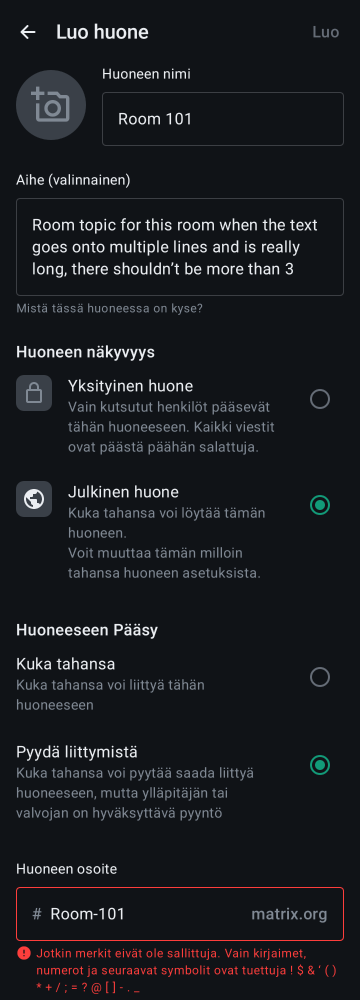 Luo huone
Luo
Huoneen nimi
Room 101
Aihe (valinnainen)
Room topic for this room when the text
goes onto multiple lines and is really
long, there shouldn’t be more than 3
Mistä tässä huoneessa on kyse?
Huoneen näkyvyys
Yksityinen huone
Vain kutsutut henkilöt pääsevät
tähän huoneeseen. Kaikki viestit
ovat päästä päähän salattuja.
Julkinen huone
Kuka tahansa voi löytää tämän
huoneen.
Voit muuttaa tämän milloin
tahansa huoneen asetuksista.
Huoneeseen Pääsy
Kuka tahansa
Kuka tahansa voi liittyä tähän
huoneeseen
Pyydä liittymistä
Kuka tahansa voi pyytää saada liittyä
huoneeseen, mutta ylläpitäjän tai
valvojan on hyväksyttävä pyyntö
Huoneen osoite
# Room-101 matrix.org
Jotkin merkit eivät ole sallittuja. Vain kirjaimet,
numerot ja seuraavat symbolit ovat tuettuja ! $ & ‘ ( )
* + / ; = ? @ [ ] - . _